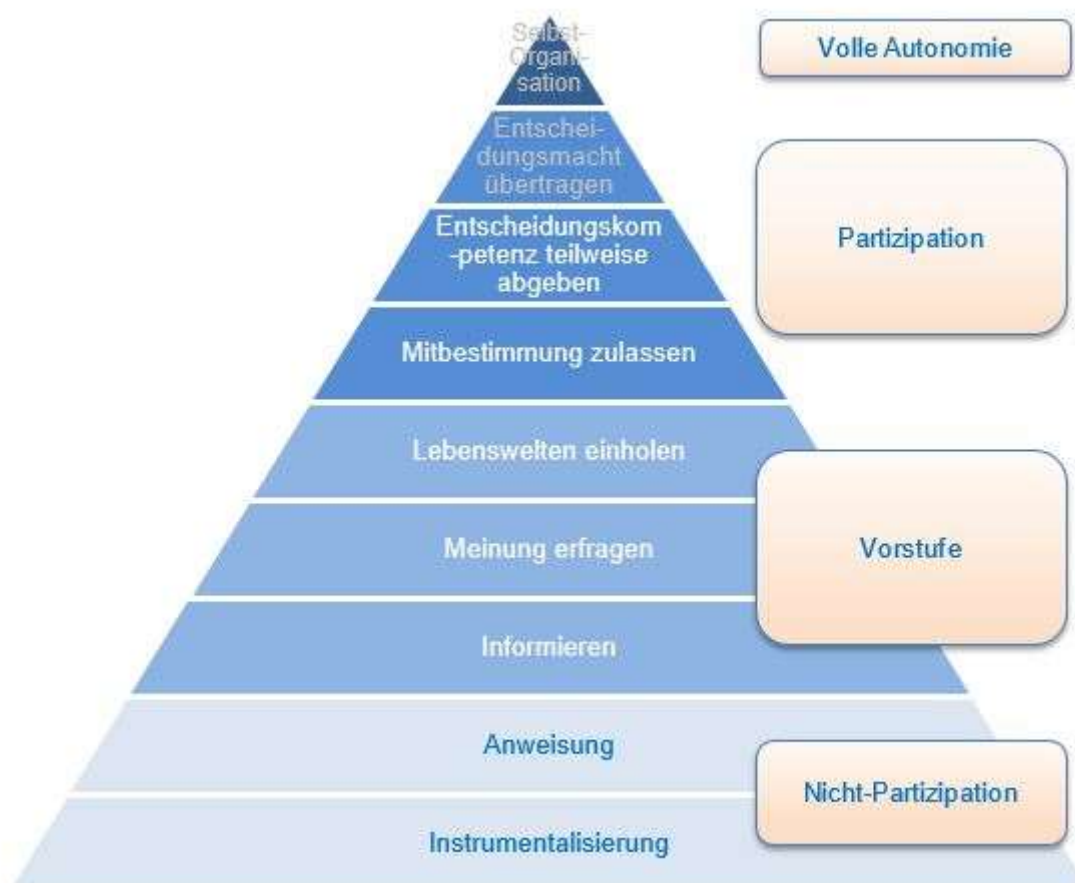 Selbst-
Organi-
sation
Volle Autonomie
Entschei-
dungsmacht
übertragen
Entscheidungskom
-petenz teilweise
abgeben
Partizipation
Mitbestimmung zulassen
Lebenswelten einholen
Meinung erfragen
Vorstufe
Informieren
Anweisung
Nicht-Partizipation
Instrumentalisierung